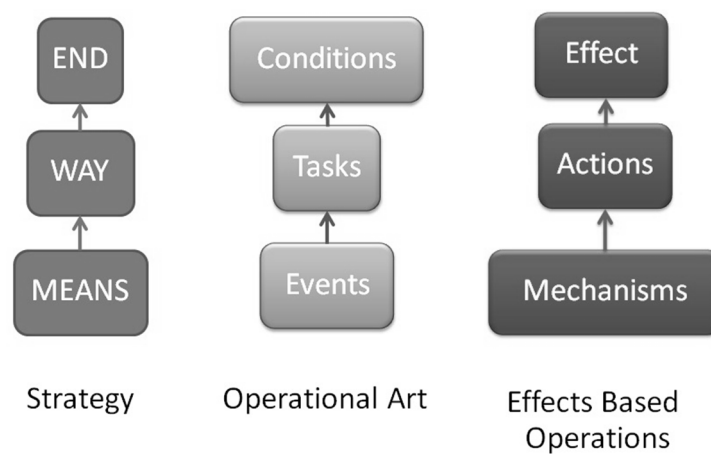 END
WAY
MEANS
Strategy
Conditions
Tasks
Events
Operational Art
Effect
Actions
Mechanisms
Effects Based
Operations